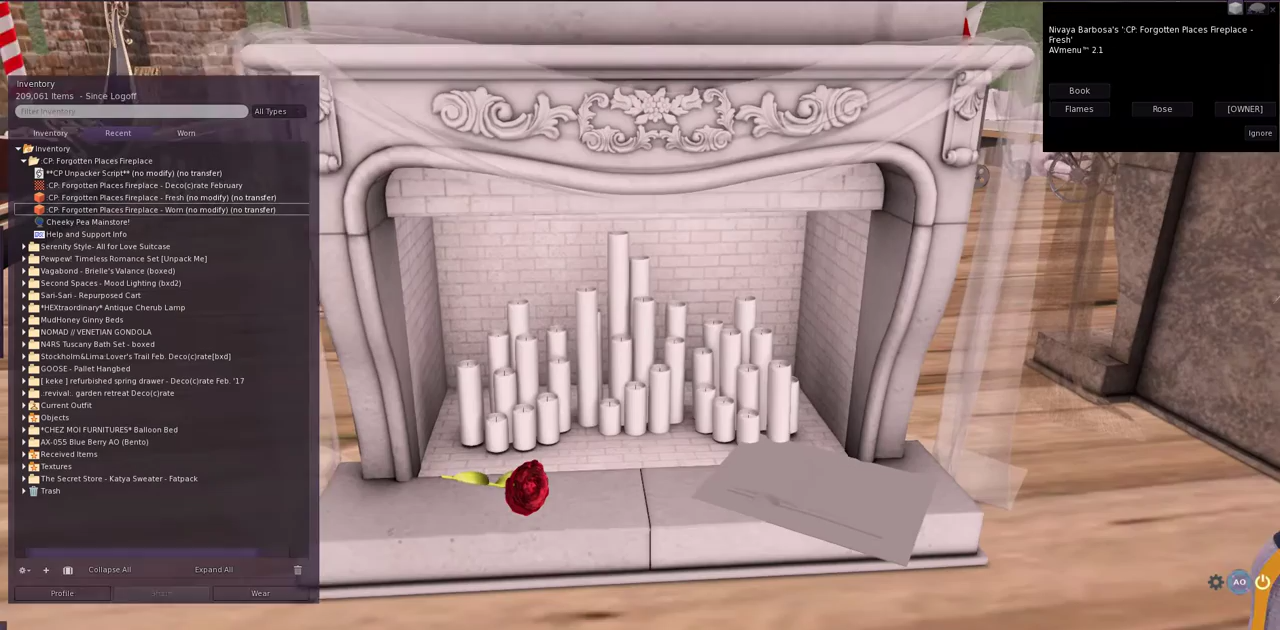 Inventory
209,061 Items - Since Logoff
Filter Inventory
All Types
Inventory Recent Worn
Inventory
:CP: Forgotten Places Fireplace
**CP Unpacker Script** (no modify) (no transfer)
:CP: Forgotten Places Fireplace - Deco(c)rate February
:CP: Forgotten Places Fireplace - Fresh (no modify) (no transfer)
:CP: Forgotten Places Fireplace - Worn (no modify) (no transfer)
Cheeky Pea Mainstore!
Help and Support Info
Serenity Style- All for Love Suitcase
Pewpew! Timeless Romance Set [Unpack Me]
Vagabond - Brielle's Valance (boxed)
Second Spaces - Mood Lighting (bxd2)
Sari-Sari - Repurposed Cart
*HEXtraordinary* Antique Cherub Lamp
MudHoney Ginny Beds
NOMAD // VENETIAN GONDOLA
N4RS Tuscany Bath Set - boxed
Stockholm&Lima:Lover's Trail Feb. Deco(c)rate[bxd]
GOOSE - Pallet Hangbed
[ keke ] refurbished spring drawer - Deco(c)rate Feb. '17
..revival.. garden retreat Deco(c)rate
Current Outfit
Objects
*CHEZ MOI FURNITURES* Balloon Bed
AX-055 Blue Berry AO (Bento)
Received Items
Textures
The Secret Store - Katya Sweater - Fatpack
Trash
Collapse All Expand All
Profile Share Wear
Nivaya Barbosa's ':CP: Forgotten Places Fireplace -
Fresh'
AVmenu™ 2.1
Book
Flames Rose [OWNER]
Ignore
AO